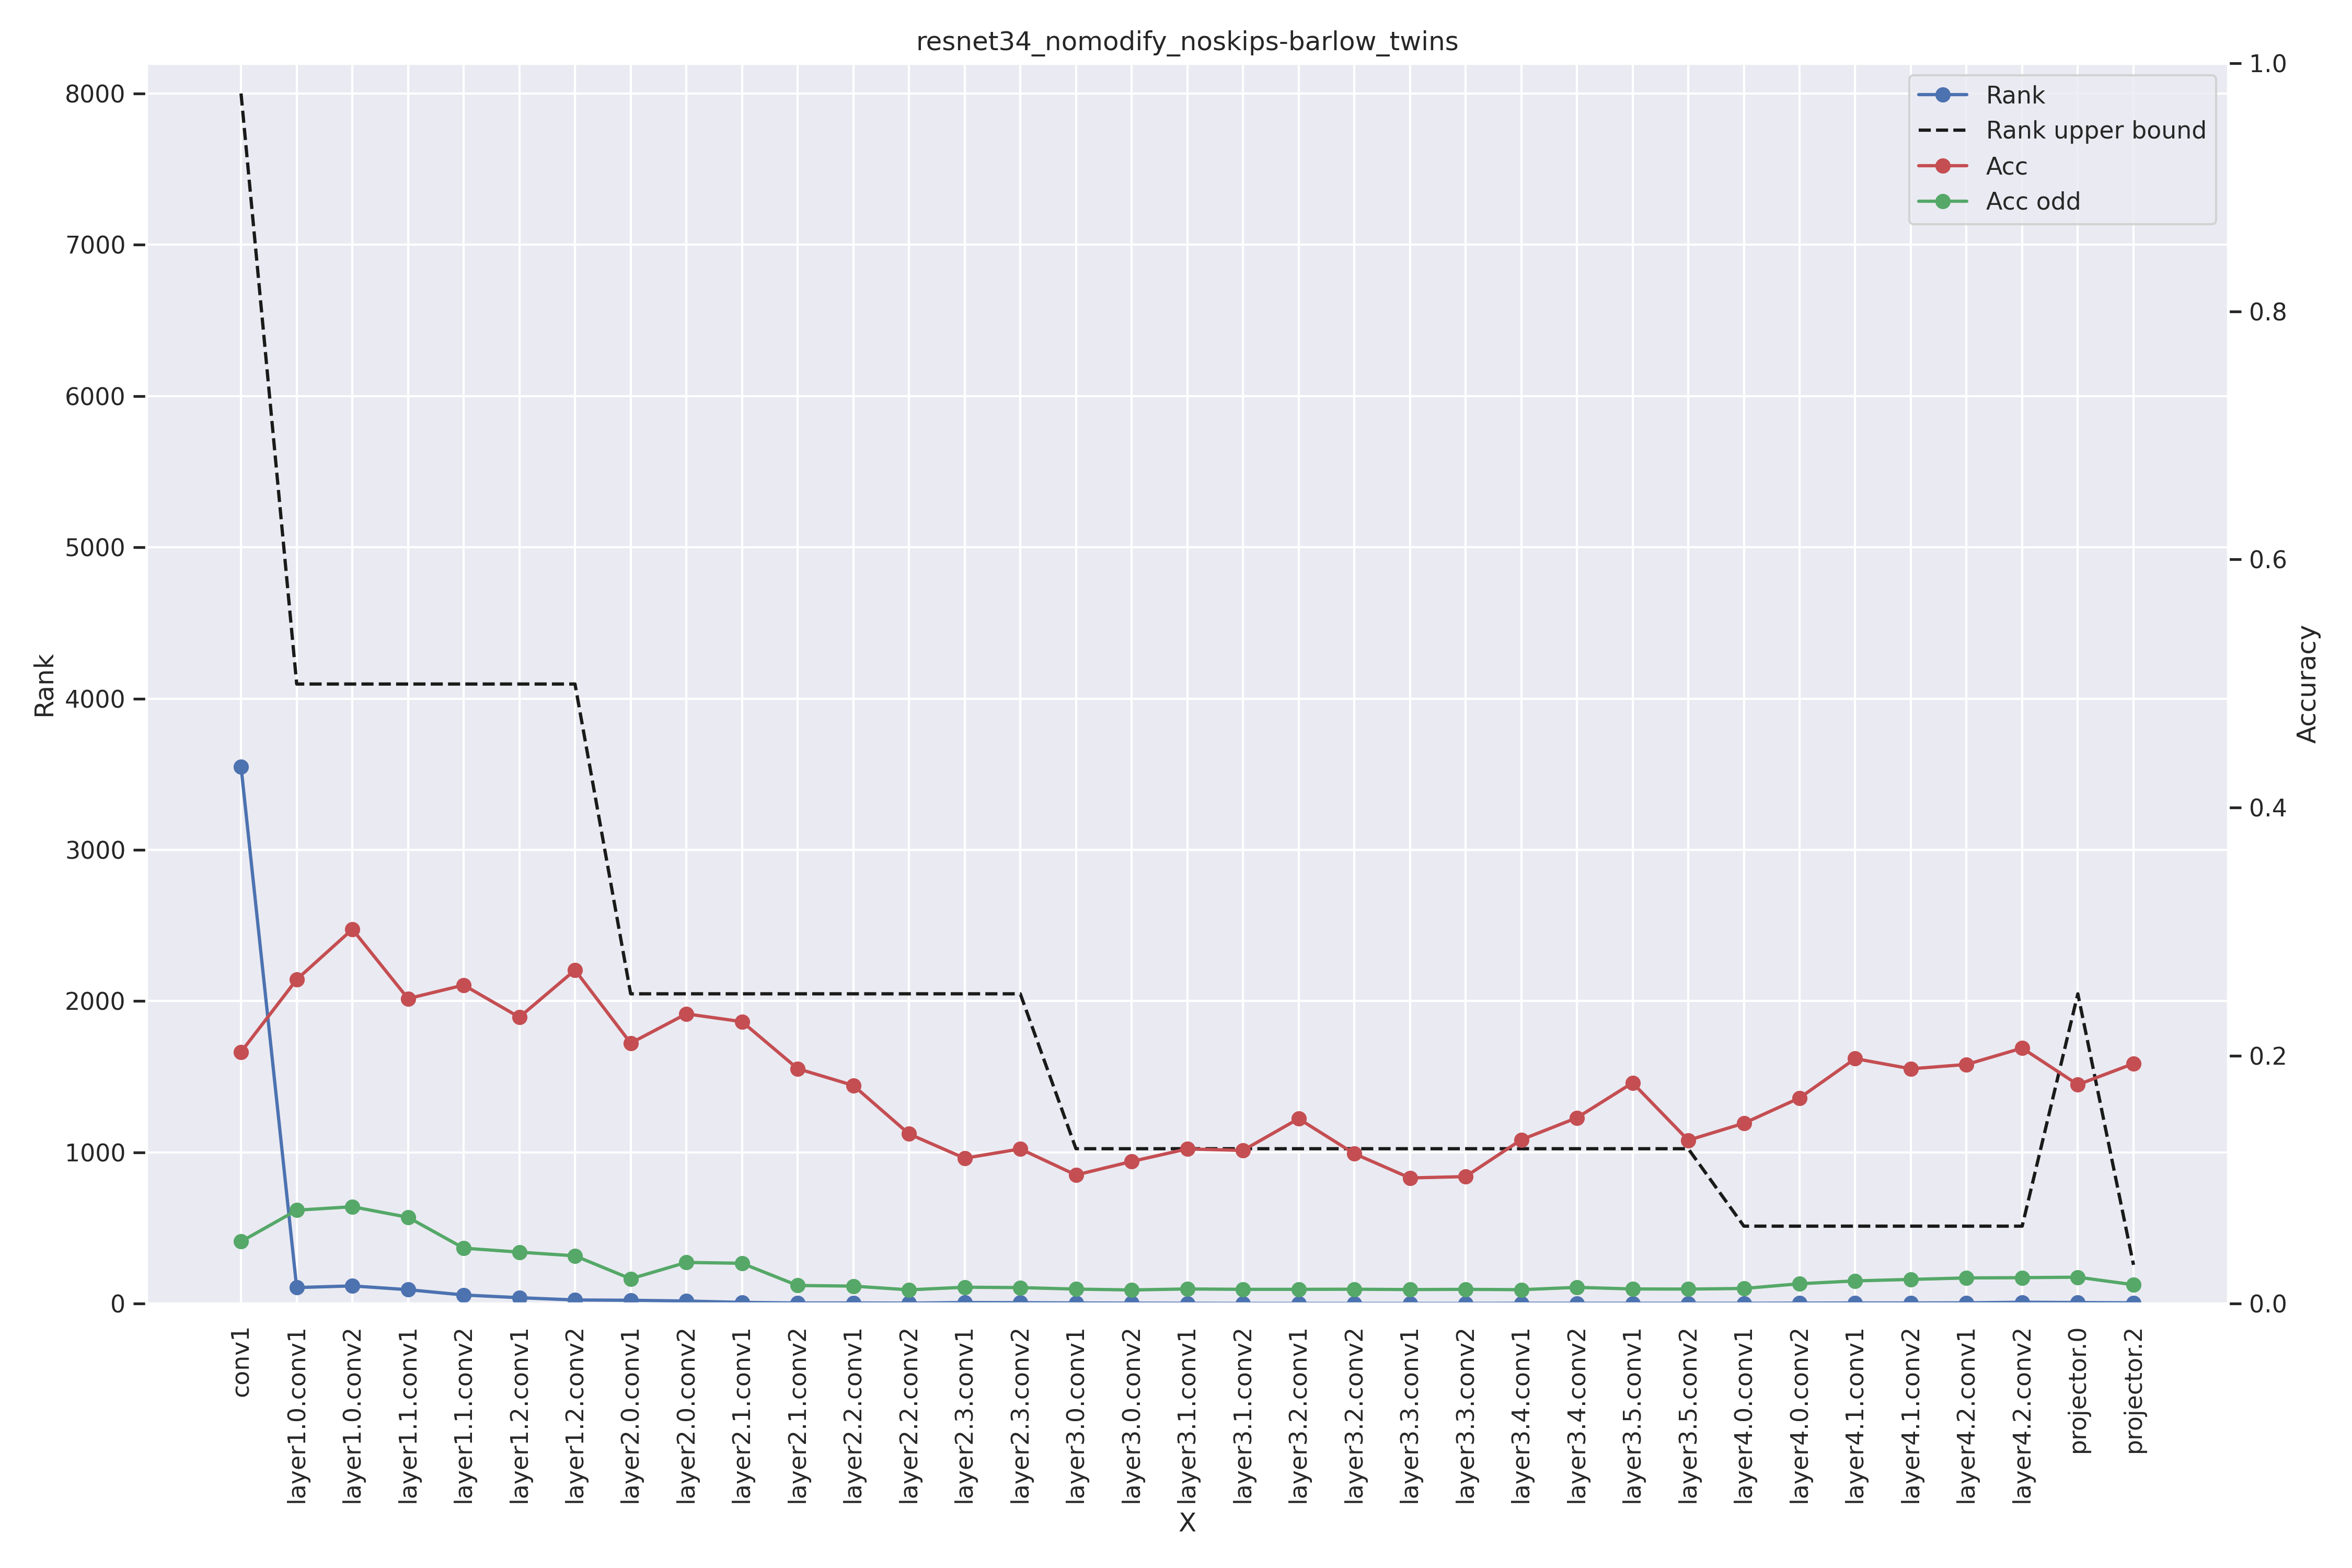 resnet34_nomodify_noskips-barlow_twins
8000
7000
6000
5000
4000
3000
2000
1000
0
Rank
1.0
0.8
0.6
0.4
0.2
0.0
Accuracy
Rank
Rank upper bound
Acc
Acc odd
conv1
layer1.0.conv1
layer1.0.conv2
layer1.1.conv1
layer1.1.conv2
layer1.2.conv1
layer1.2.conv2
layer2.0.conv1
layer2.0.conv2
layer2.1.conv1
layer2.1.conv2
layer2.2.conv1
layer2.2.conv2
layer2.3.conv1
layer2.3.conv2
layer3.0.conv1
layer3.0.conv2
layer3.1.conv1
layer3.1.conv2
layer3.2.conv1
layer3.2.conv2
layer3.3.conv1
layer3.3.conv2
layer3.4.conv1
layer3.4.conv2
layer3.5.conv1
layer3.5.conv2
layer4.0.conv1
layer4.0.conv2
layer4.1.conv1
layer4.1.conv2
layer4.2.conv1
layer4.2.conv2
projector.0
projector.2
X